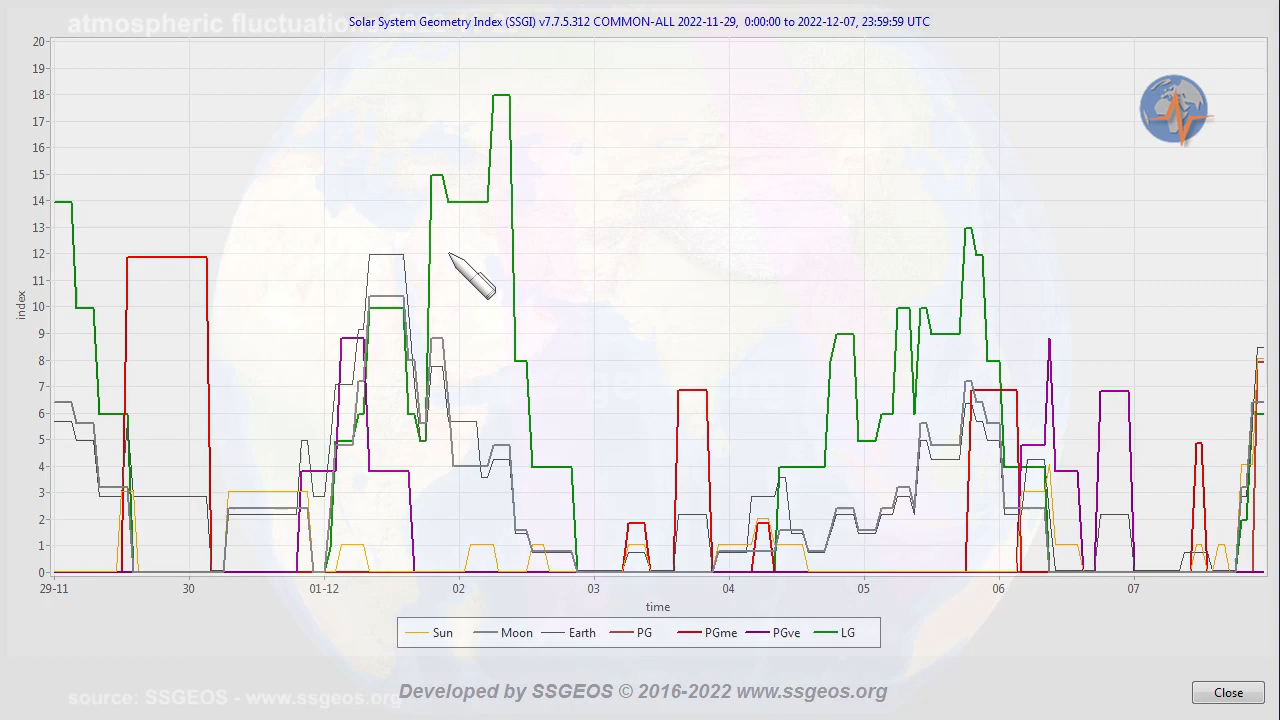 atmospheric fluctuations 2022-11-29
Solar System Geometry Index (SSGI) v7.7.5.312 COMMON-ALL 2022-11-29, 0:00:00 to 2022-12-07, 23:59:59 UTC
20
19
18
17
16
15
14
13
12
11
10
9
8
7
6
5
4
3
2
1
0
index
29-11 30 01-12 02 03 04 05 06 07
time
Sun Moon Earth PG PGme PGve LG
source: SSGEOS - www.ssgeos.org
Developed by SSGEOS © 2016-2022 www.ssgeos.org
Close